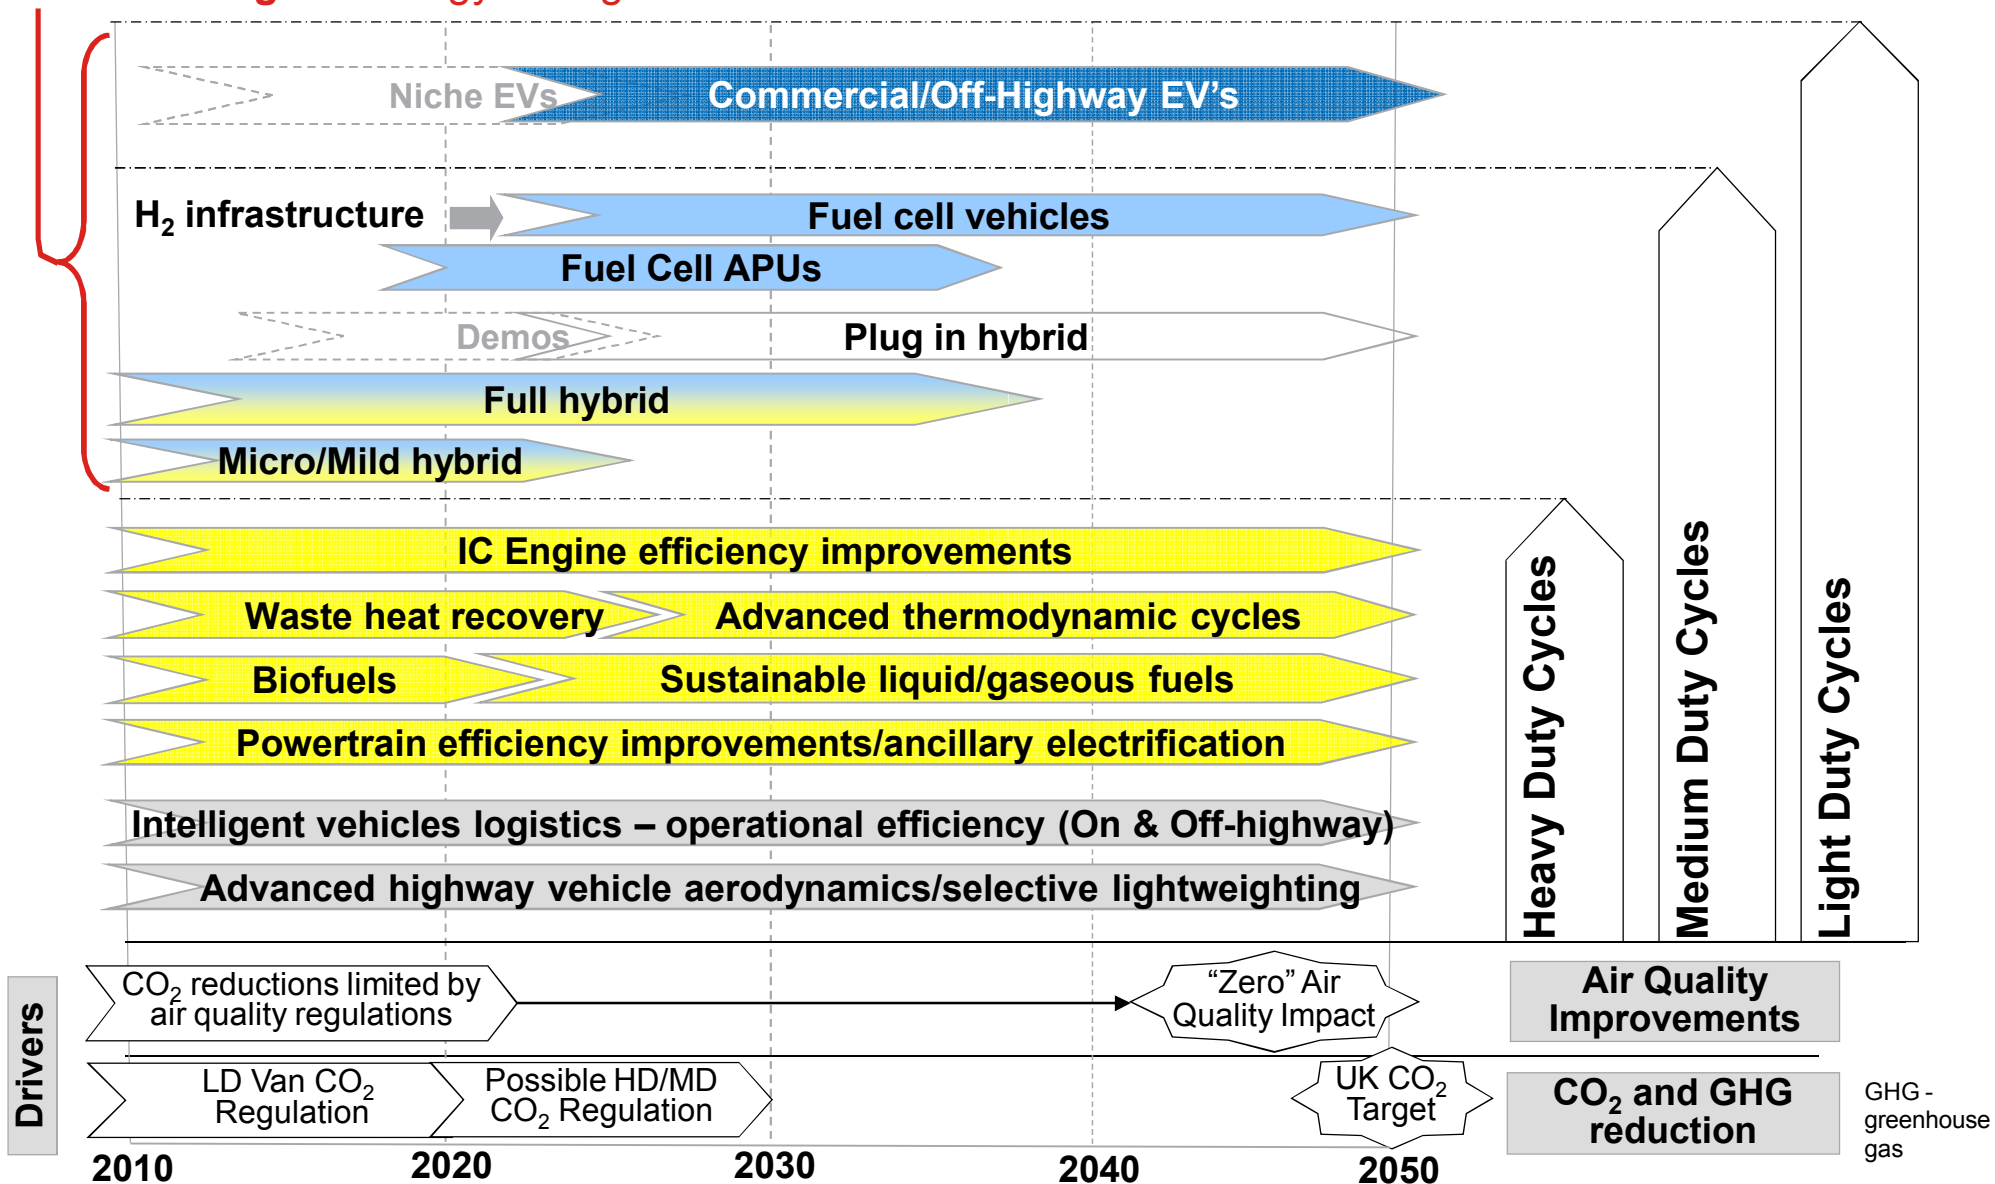 Niche EVs
Commercial/Off-Highway EV's
H₂ infrastructure
Fuel cell vehicles
Fuel Cell APUs
Demos
Plug in hybrid
Full hybrid
Micro/Mild hybrid
IC Engine efficiency improvements
Waste heat recovery
Advanced thermodynamic cycles
Biofuels
Sustainable liquid/gaseous fuels
Powertrain efficiency improvements/ancillary electrification
Intelligent vehicles logistics – operational efficiency (On & Off-highway)
Advanced highway vehicle aerodynamics/selective lightweighting
Heavy Duty Cycles
Medium Duty Cycles
Light Duty Cycles
Drivers
CO₂ reductions limited by
air quality regulations
“Zero” Air
Quality Impact
Air Quality
Improvements
LD Van CO₂
Regulation
Possible HD/MD
CO₂ Regulation
UK CO₂
Target
CO₂ and GHG
reduction
GHG -
greenhouse
gas
2010
2020
2030
2040
2050